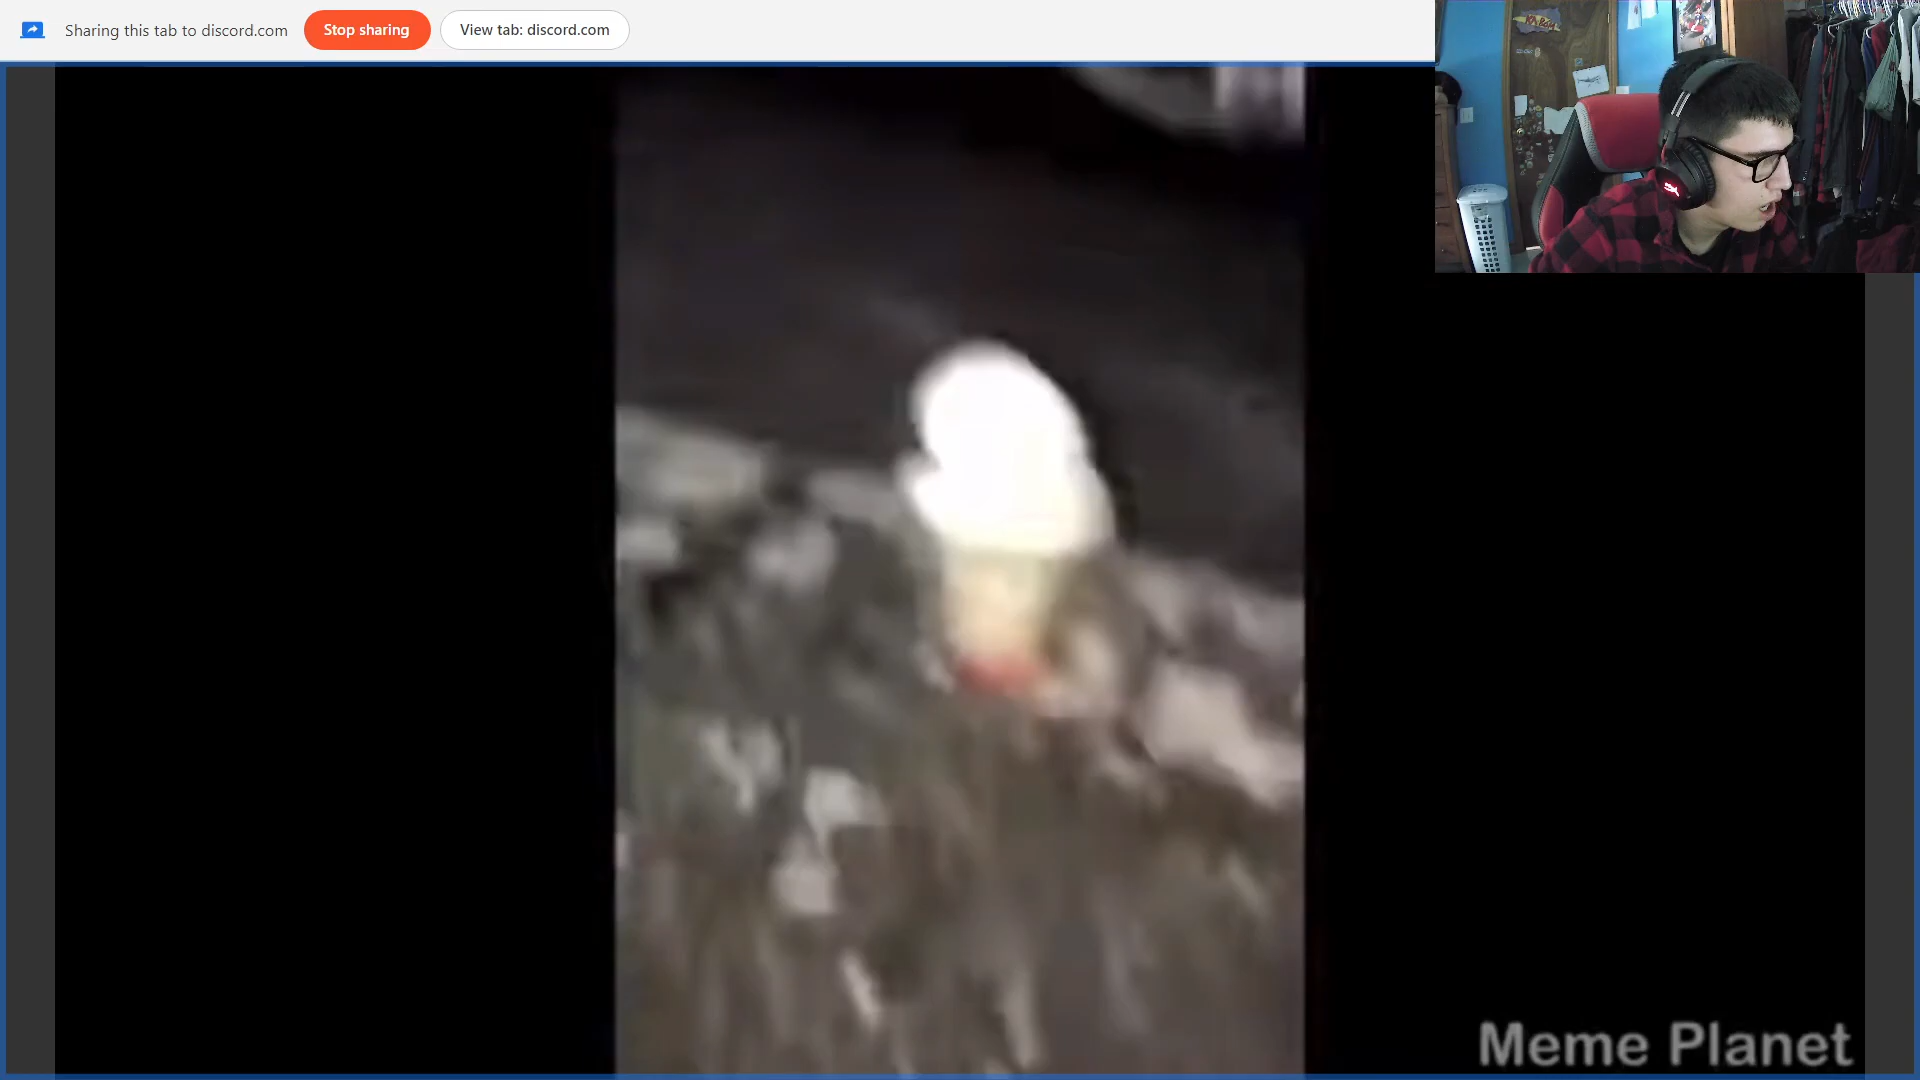 Sharing this tab to discord.com
Stop sharing
View tab: discord.com
Meme Planet